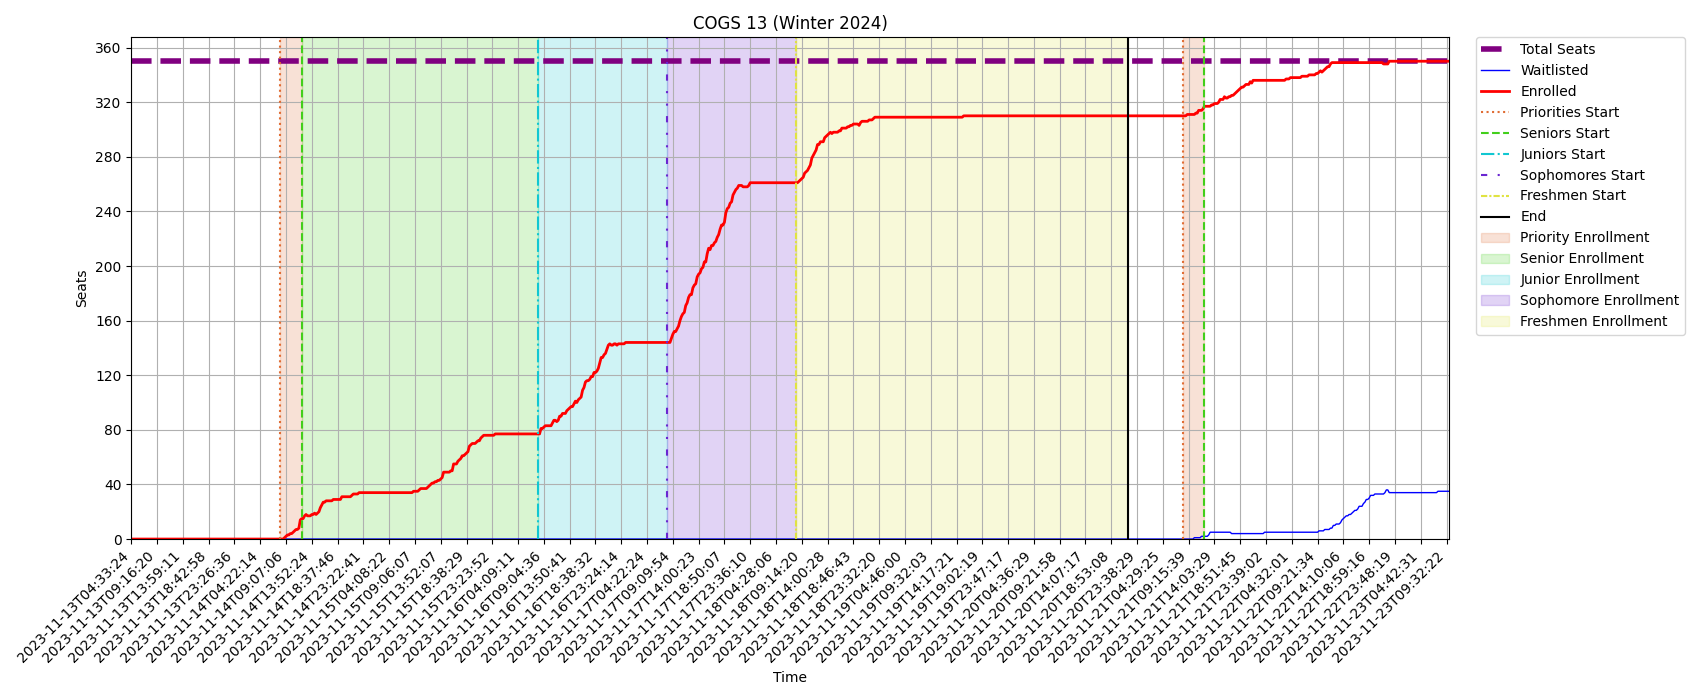 COGS 13 (Winter 2024)
360
320
280
240
200
160
120
80
40
0
Seats
2023-11-13T04:33:24
2023-11-13T09:16:20
2023-11-13T13:59:11
2023-11-13T18:42:58
2023-11-13T23:26:36
2023-11-14T04:22:14
2023-11-14T09:07:06
2023-11-14T13:52:24
2023-11-14T18:37:46
2023-11-14T23:22:41
2023-11-15T04:08:22
2023-11-15T09:06:07
2023-11-15T13:52:07
2023-11-15T18:38:29
2023-11-15T23:23:52
2023-11-16T04:09:11
2023-11-16T09:04:36
2023-11-16T13:50:41
2023-11-16T18:38:32
2023-11-16T23:24:14
2023-11-17T04:22:24
2023-11-17T09:09:54
2023-11-17T14:00:23
2023-11-17T18:50:07
2023-11-17T23:36:10
2023-11-18T04:28:06
2023-11-18T09:14:20
2023-11-18T14:00:28
2023-11-18T18:46:43
2023-11-18T23:32:20
2023-11-19T04:46:00
2023-11-19T09:32:03
2023-11-19T14:17:21
2023-11-19T19:02:19
2023-11-19T23:47:17
2023-11-20T04:36:29
2023-11-20T09:21:58
2023-11-20T14:07:17
2023-11-20T18:53:08
2023-11-20T23:38:29
2023-11-21T04:29:25
2023-11-21T09:15:39
2023-11-21T14:03:29
2023-11-21T18:51:45
2023-11-21T23:39:02
2023-11-22T04:32:01
2023-11-22T09:21:34
2023-11-22T14:10:06
2023-11-22T18:59:16
2023-11-22T23:48:19
2023-11-23T04:42:31
2023-11-23T09:32:22
Time
Total Seats
Waitlisted
Enrolled
Priorities Start
Seniors Start
Juniors Start
Sophomores Start
Freshmen Start
End
Priority Enrollment
Senior Enrollment
Junior Enrollment
Sophomore Enrollment
Freshmen Enrollment